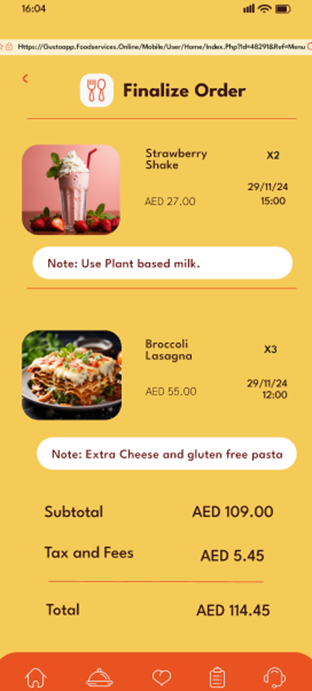 16:04
Https://Gustoapp.Foodservices.Online/Mobile/User/Home/Index.Php?Id=48291&Ref=Menu
Finalize Order
Strawberry
Shake
X2
AED 27.00
29/11/24
15:00
Note: Use Plant based milk.
Broccoli
Lasagna
X3
AED 55.00
29/11/24
12:00
Note: Extra Cheese and gluten free pasta
Subtotal AED 109.00
Tax and Fees AED 5.45
Total AED 114.45